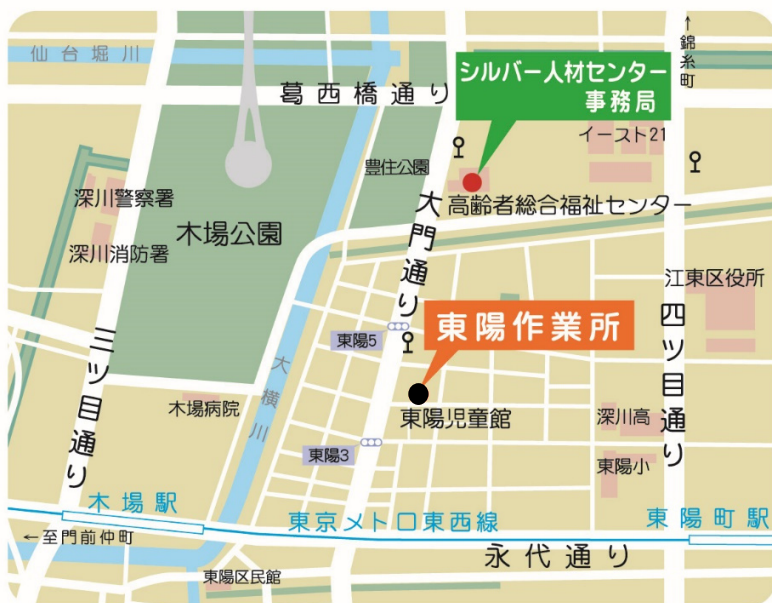 仙台堀川
葛西橋通り
シルバー人材センター
事務局
↑錦糸町
イースト21
豊住公園
高齢者総合福祉センター
大門通り
深川警察署
深川消防署
木場公園
江東区役所
東陽作業所
東陽5
三ツ目通り
四ツ目通り
大横川
木場病院
東陽児童館
深川高
東陽3
東陽小
木場駅
東京メトロ東西線
東陽町駅
←至門前仲町
永代通り
東陽区民館